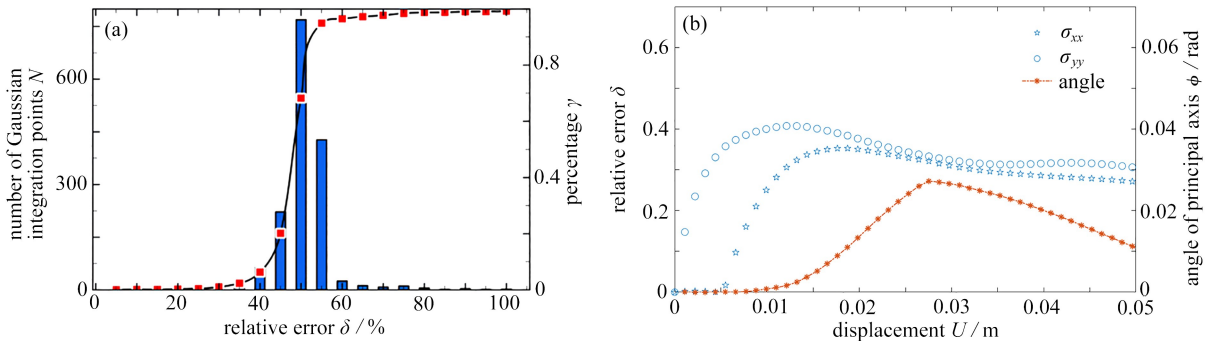 (a)
number of Gaussian
integration points N
600
300
0
0
20
40
60
80
100
relative error δ / %
0.8
0.4
0
percentage γ
(b)
relative error δ
0.6
0.4
0.2
0
0
0.01
0.02
0.03
0.04
0.05
displacement U / m
σxx
σyy
angle
0.06
0.04
0.02
0
angle of principal axis ϕ / rad